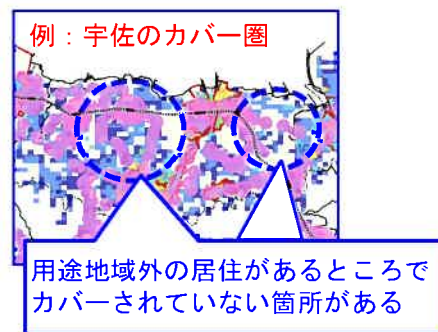 例：宇佐のカバー圏
用途地域外の居住があるところで
カバーされていない箇所がある